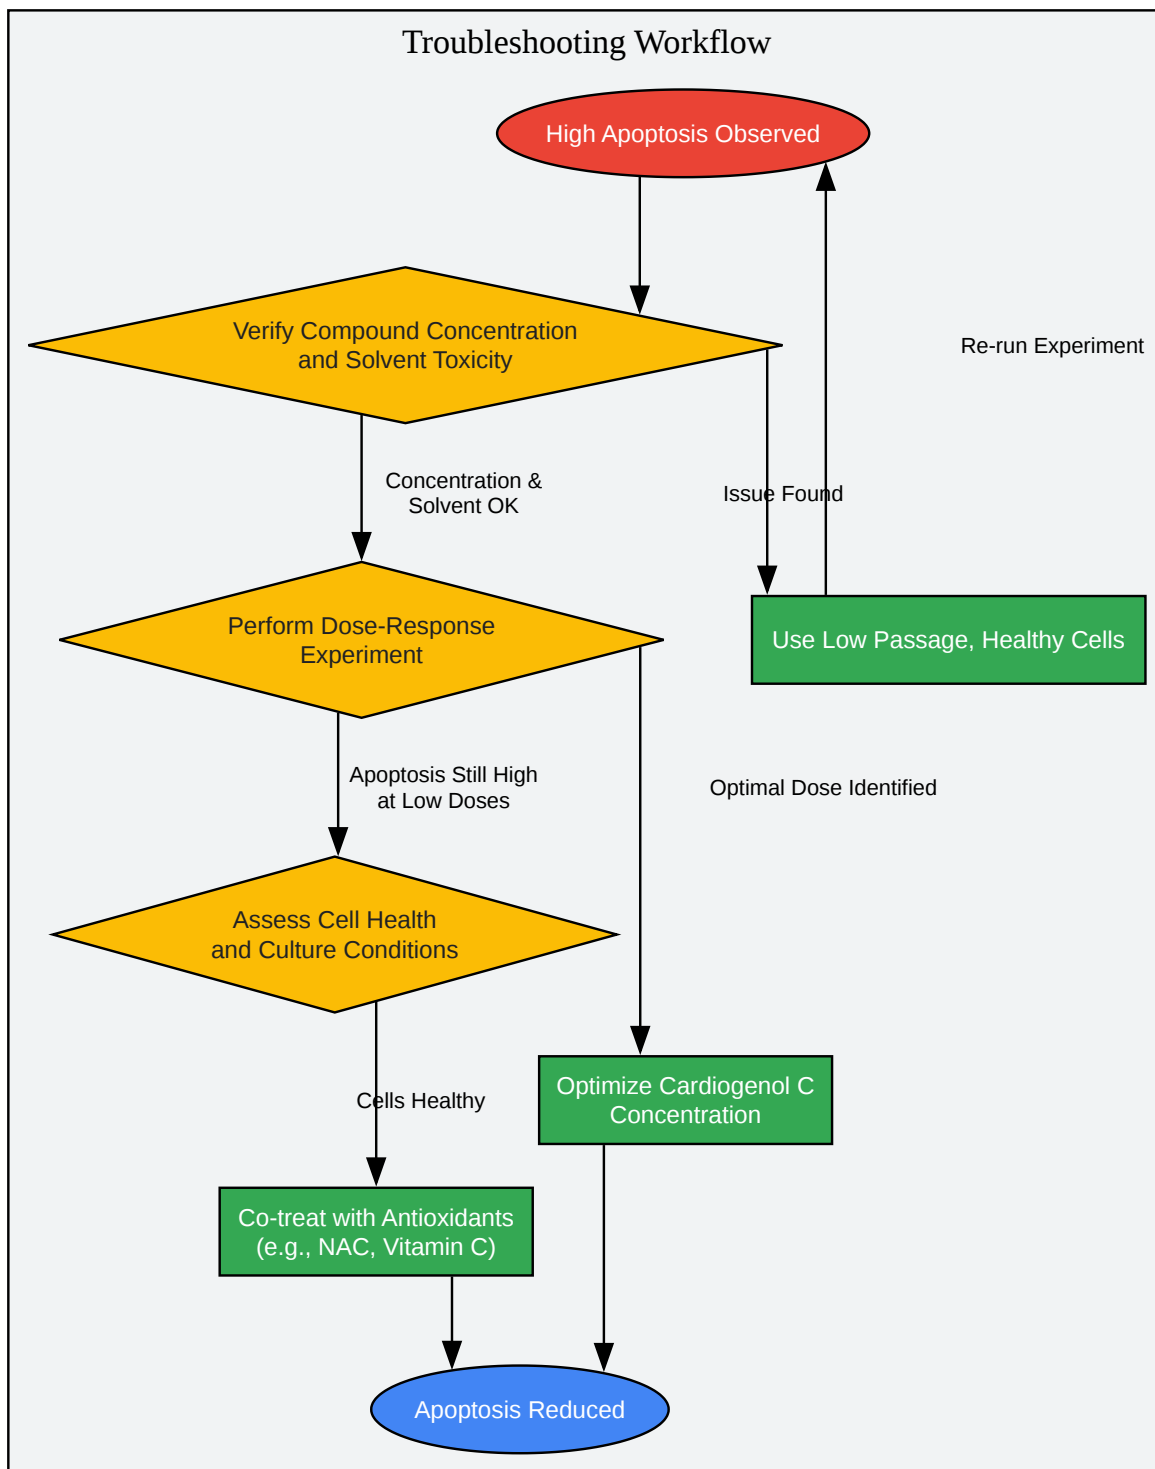 Troubleshooting Workflow
High Apoptosis Observed
Verify Compound Concentration
and Solvent Toxicity
Re-run Experiment
Concentration &
Solvent OK
Issue Found
Perform Dose-Response
Experiment
Use Low Passage, Healthy Cells
Apoptosis Still High
at Low Doses
Optimal Dose Identified
Assess Cell Health
and Culture Conditions
Cells Healthy
Optimize Cardiogenol C
Concentration
Co-treat with Antioxidants
(e.g., NAC, Vitamin C)
Apoptosis Reduced